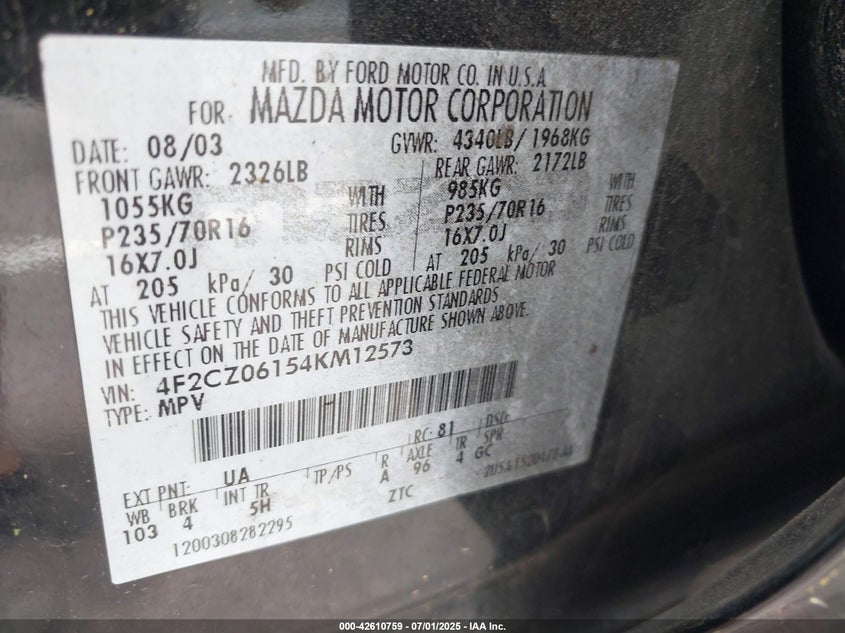 MFD. BY FORD MOTOR CO. IN U.S.A
FOR MAZDA MOTOR CORPORATION
DATE: 08/03 GVWR: 4340LB/ 1968KG
FRONT GAWR: 2326LB REAR GAWR: 2172LB
1055KG WITH 985KG WITH
P235/70R16 TIRES P235/70R16 TIRES
16X7.0J RIMS 16X7.0J RIMS
AT 205 kPa/ 30 PSI COLD AT 205 kPa/ 30 PSI COLD
THIS VEHICLE CONFORMS TO ALL APPLICABLE FEDERAL MOTOR
VEHICLE SAFETY AND THEFT PREVENTION STANDARDS
IN EFFECT ON THE DATE OF MANUFACTURE SHOWN ABOVE.
VIN: 4F2CZ06154KM12573
TYPE: MPV
EXT PNT: UA RC: 81 DSO:
WB BRK INT TR TP/PS R AXLE TR SPR
103 4 5H A 96 4 GC
ZTC
1200308282295
000-42610759 - 07/01/2025 - IAA Inc.